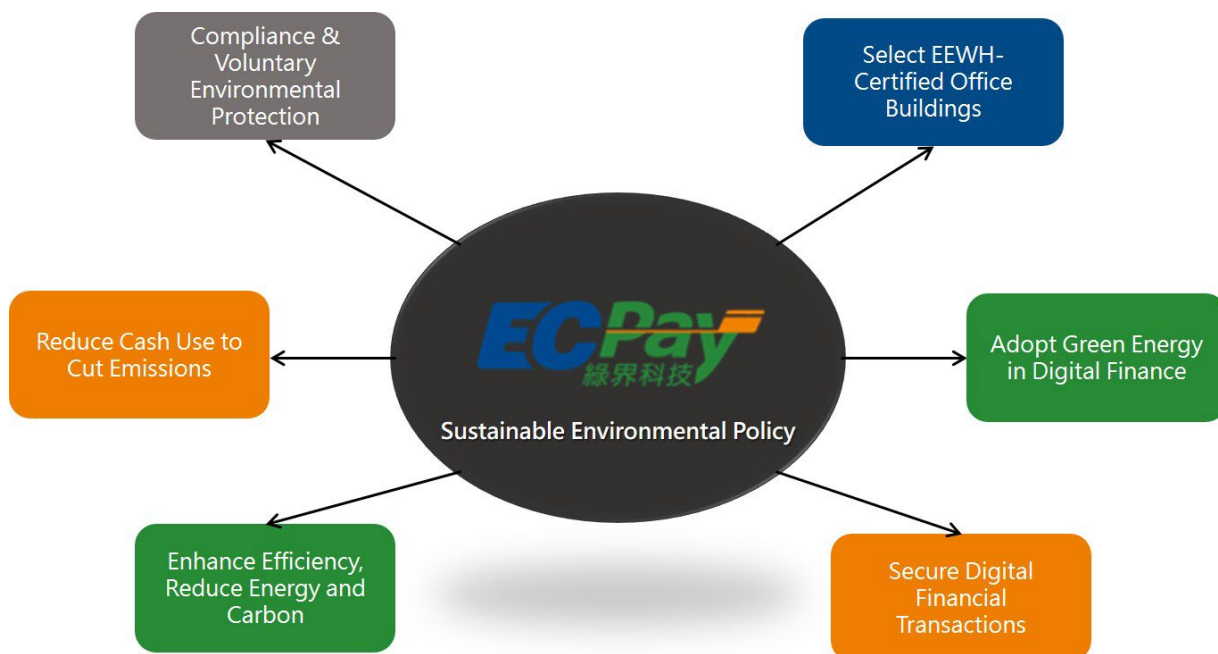 Compliance &
Voluntary
Environmental
Protection
Select EEWH-
Certified Office
Buildings
Reduce Cash Use to
Cut Emissions
ECPay
綠界科技
Sustainable Environmental Policy
Adopt Green Energy
in Digital Finance
Enhance Efficiency,
Reduce Energy and
Carbon
Secure Digital
Financial
Transactions